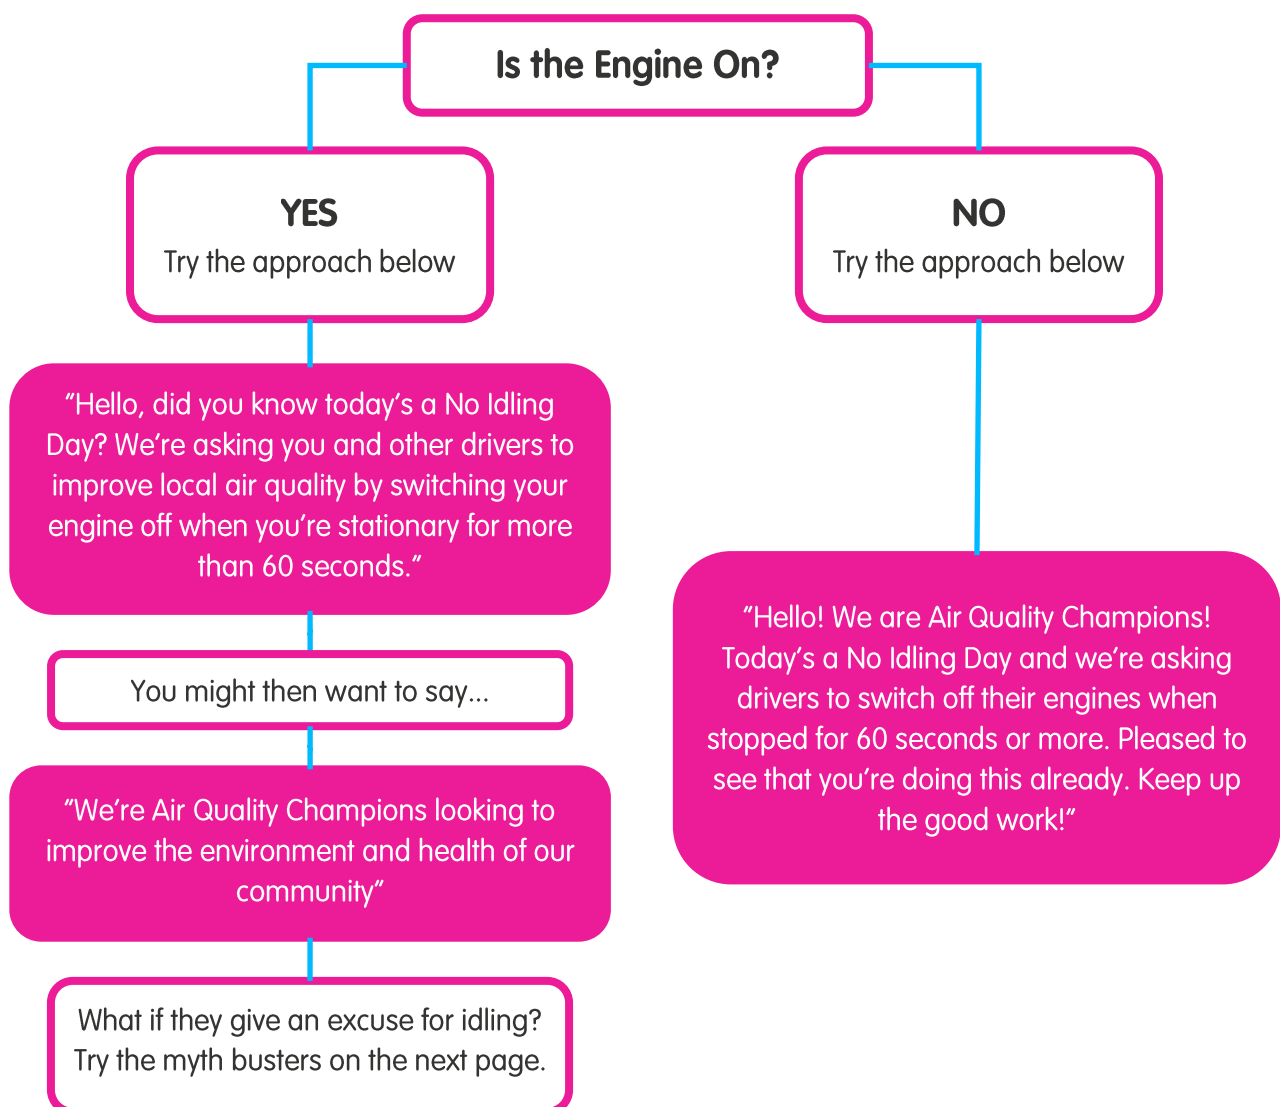 Is the Engine On?
YES
Try the approach below
NO
Try the approach below
“Hello, did you know today’s a No Idling
Day? We’re asking you and other drivers to
improve local air quality by switching your
engine off when you’re stationary for more
than 60 seconds.”
You might then want to say...
“We’re Air Quality Champions looking to
improve the environment and health of our
community”
What if they give an excuse for idling?
Try the myth busters on the next page.
“Hello! We are Air Quality Champions!
Today’s a No Idling Day and we’re asking
drivers to switch off their engines when
stopped for 60 seconds or more. Pleased to
see that you’re doing this already. Keep up
the good work!”